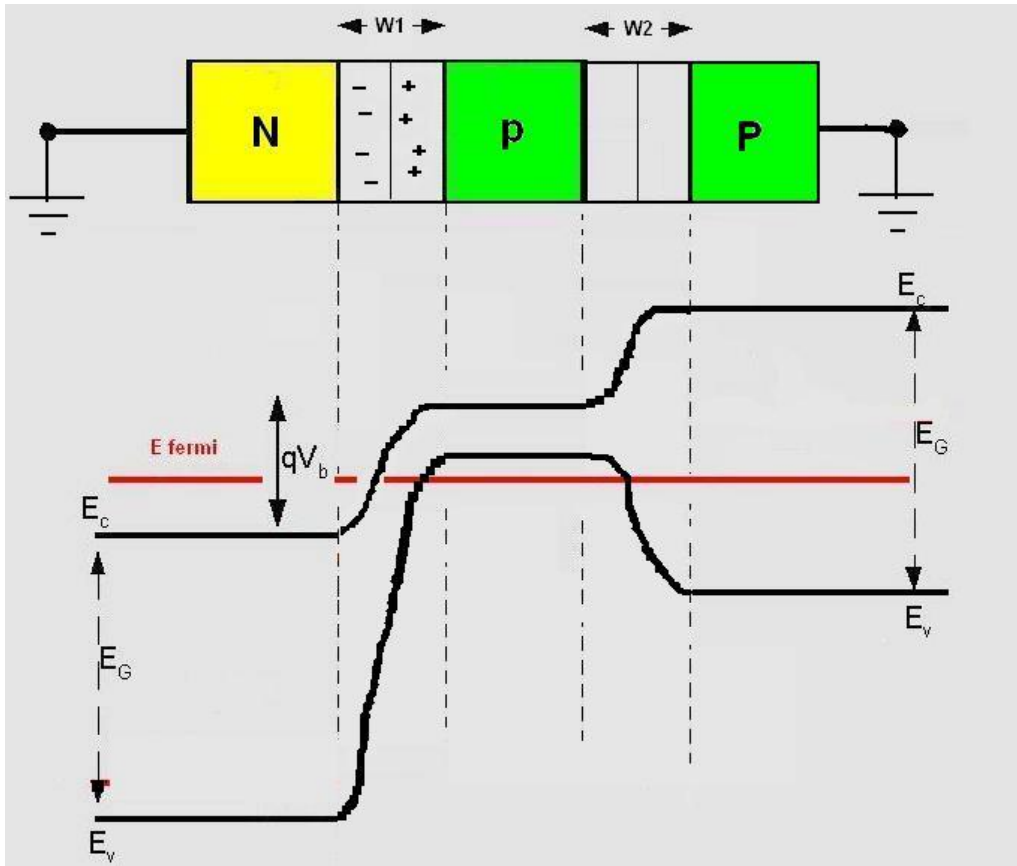 W1 W2
N - - - - + + + + p P
E fermi
qV_b
E_c
E_c
E_G
E_G
E_v
E_v